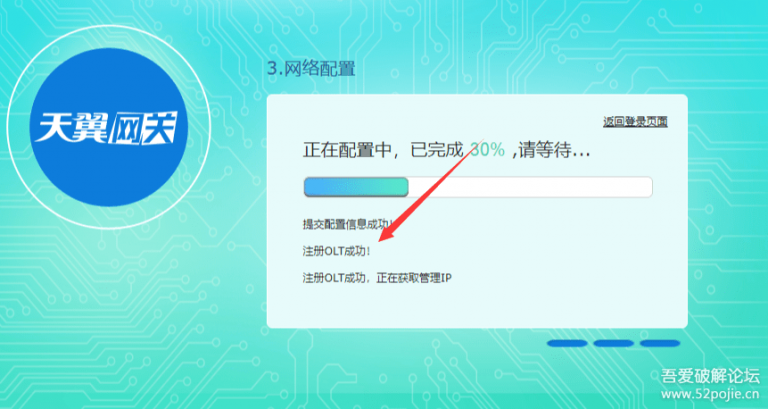 3.网络配置
天翼网关
返回登录页面
正在配置中，已完成 30% ,请等待...
提交配置信息成功!
注册OLT成功!
注册OLT成功，正在获取管理IP
吾爱破解论坛
www.52pojie.cn